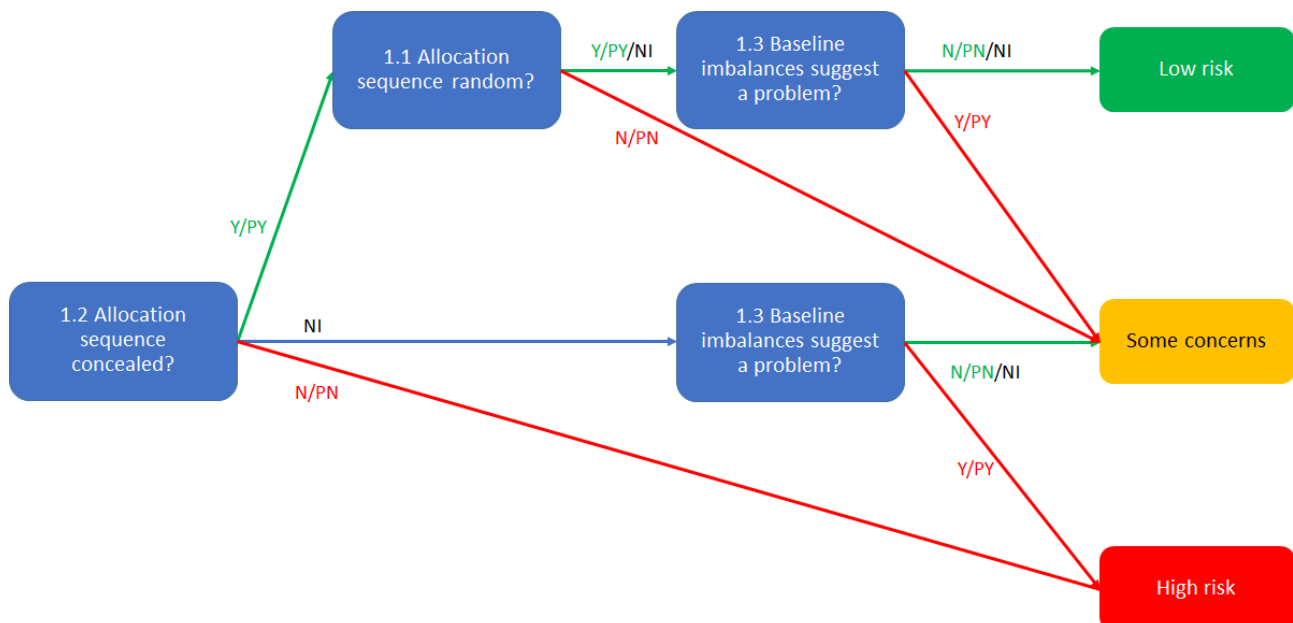 1.1 Allocation
sequence random?
Y/PY/NI
1.3 Baseline
imbalances suggest
a problem?
N/PN/NI
Low risk
Y/PY
N/PN
Y/PY
1.2 Allocation
sequence
concealed?
NI
N/PN
1.3 Baseline
imbalances suggest
a problem?
N/PN/NI
Some concerns
Y/PY
High risk